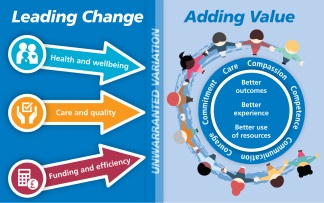 Leading Change
Adding Value
Health and wellbeing
Care and quality
Funding and efficiency
UNWARRANTED VARIATION
Care
Compassion
Competence
Communication
Courage
Commitment
Better
outcomes
Better
experience
Better use
of resources